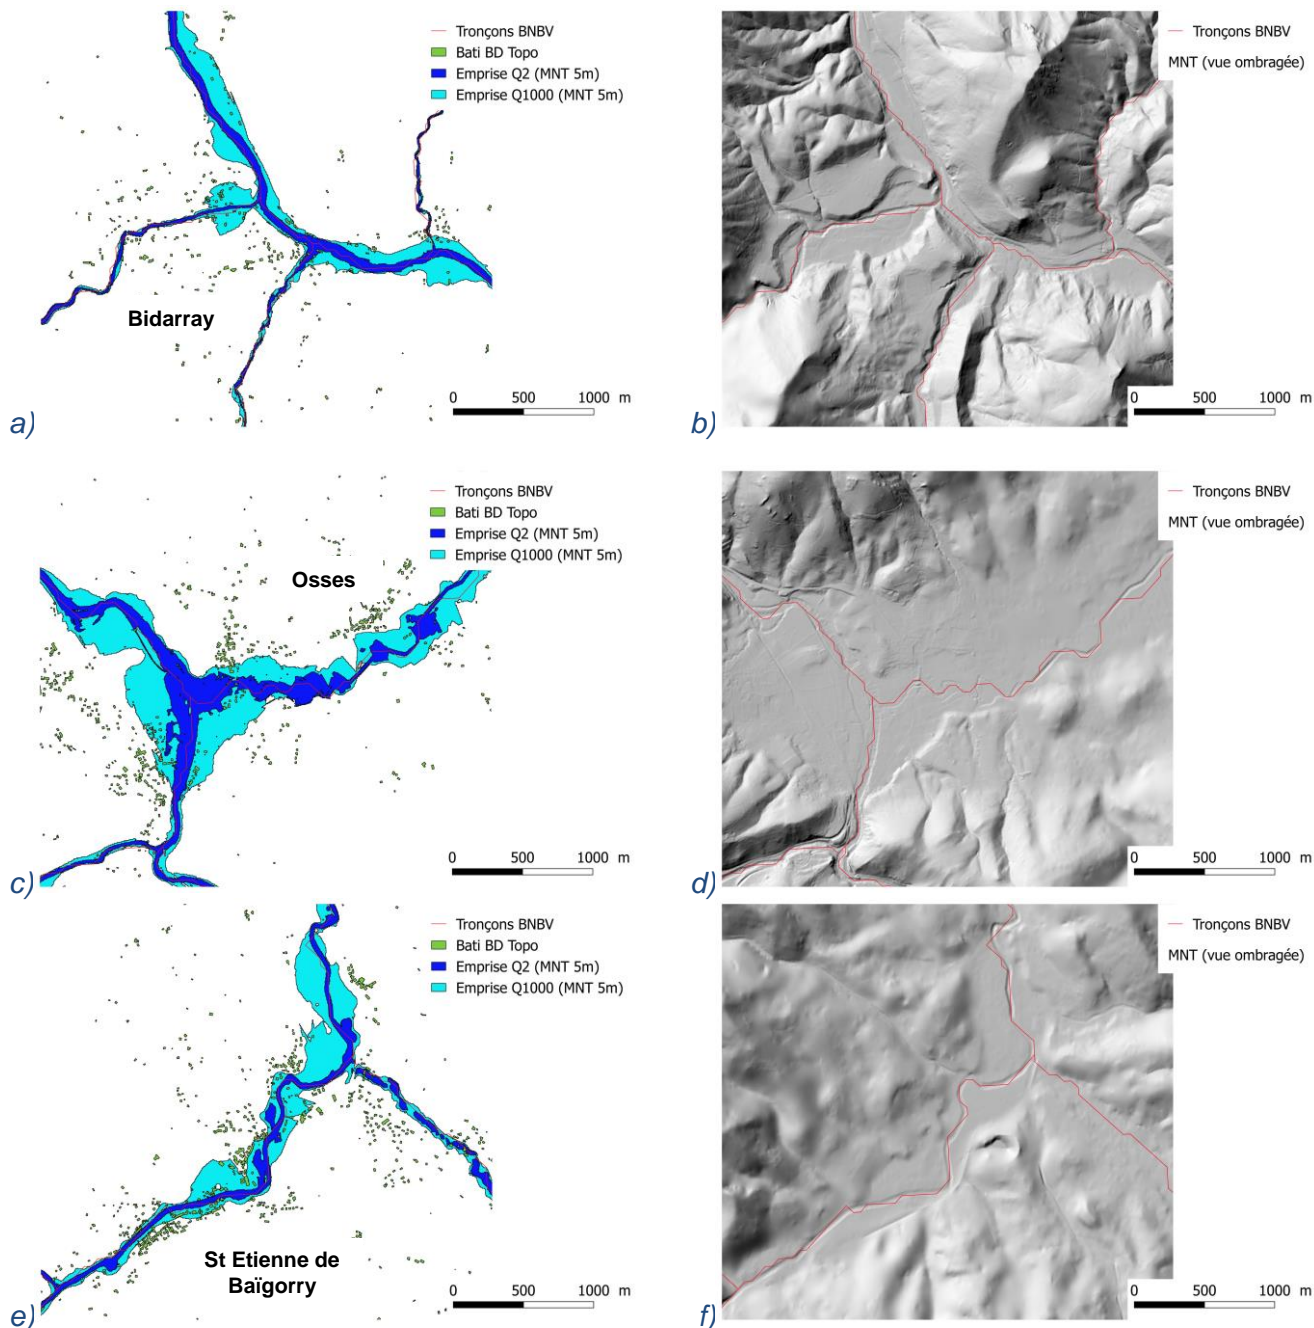 Tronçons BNBV
Bati BD Topo
Emprise Q2 (MNT 5m)
Emprise Q1000 (MNT 5m)
Bidarray
0 500 1000 m
a)
Tronçons BNBV
MNT (vue ombragée)
0 500 1000 m
b)
Tronçons BNBV
Bati BD Topo
Emprise Q2 (MNT 5m)
Emprise Q1000 (MNT 5m)
Osses
0 500 1000 m
c)
Tronçons BNBV
MNT (vue ombragée)
0 500 1000 m
d)
Tronçons BNBV
Bati BD Topo
Emprise Q2 (MNT 5m)
Emprise Q1000 (MNT 5m)
St Etienne de
Baïgorry
0 500 1000 m
e)
Tronçons BNBV
MNT (vue ombragée)
0 500 1000 m
f)